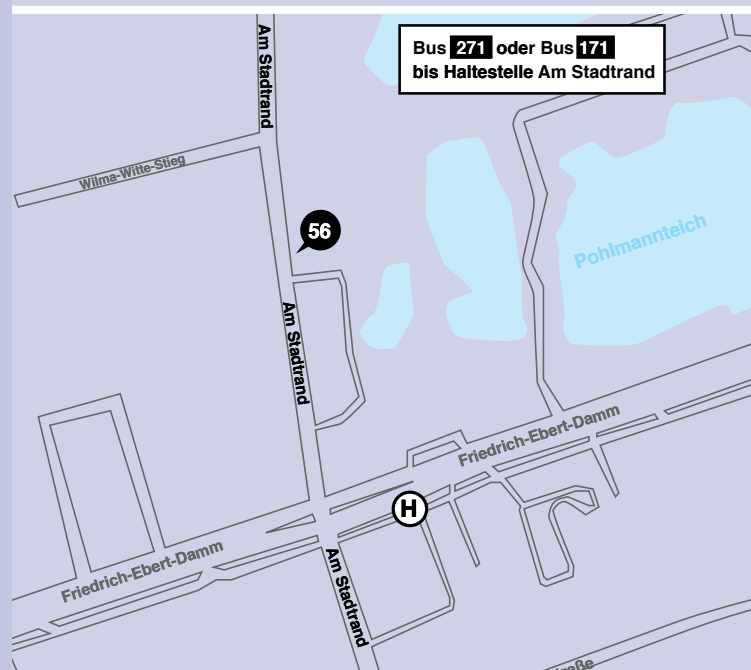 Am Stadtrand
Bus 271 oder Bus 171
bis Haltestelle Am Stadtrand
Wilma-Witte-Stieg
56
Pohlmannteich
Am Stadtrand
Friedrich-Ebert-Damm
H
Friedrich-Ebert-Damm
Am Stadtrand